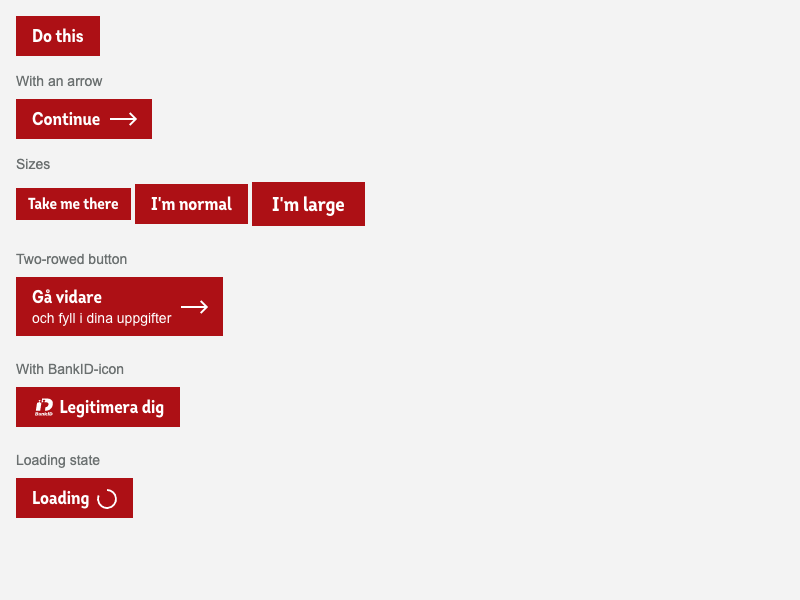 Do this
With an arrow
Continue
Sizes
Take me there
I'm normal
I'm large
Two-rowed button
Gå vidare
och fyll i dina uppgifter
With BankID-icon
BankID
Legitimera dig
Loading state
Loading